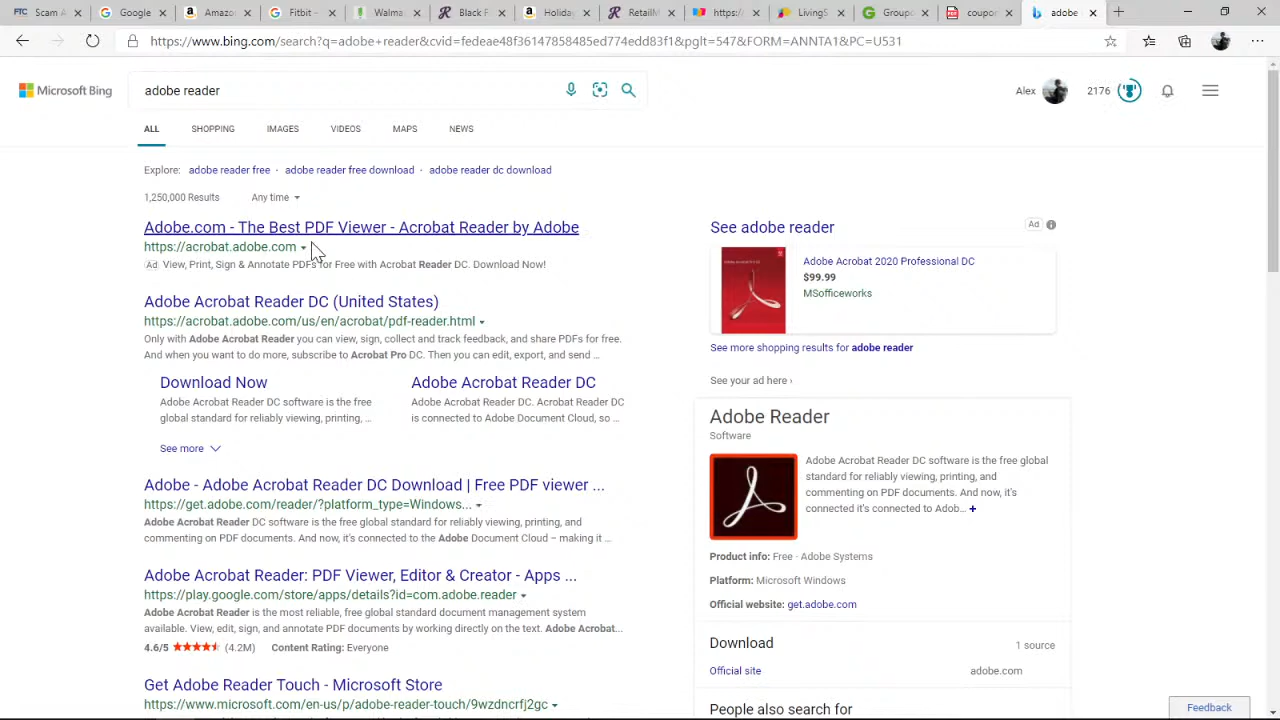 Sam A
Amazo
Selling
Amazo
Black F
Holiday
RetailM
Living S
LivingS
Groupo
Coupo
adobe
https://www.bing.com/search?q=adobe+reader&cvid=fedeae48f36147858485ed774edd83f1&pglt=547&FORM=ANNTA1&PC=U531
Microsoft Bing
adobe reader
Alex
2176
ALL
SHOPPING
IMAGES
VIDEOS
MAPS
NEWS
Explore: adobe reader free · adobe reader free download · adobe reader dc download
1,250,000 Results
Any time
Adobe.com - The Best PDF Viewer - Acrobat Reader by Adobe
https://acrobat.adobe.com
Ad View, Print, Sign & Annotate PDFs for Free with Acrobat Reader DC. Download Now!
Adobe Acrobat Reader DC (United States)
https://acrobat.adobe.com/us/en/acrobat/pdf-reader.html
Only with Adobe Acrobat Reader you can view, sign, collect and track feedback, and share PDFs for free.
And when you want to do more, subscribe to Acrobat Pro DC. Then you can edit, export, and send ...
Download Now
Adobe Acrobat Reader DC software is the free
global standard for reliably viewing, printing, ...
Adobe Acrobat Reader DC
Adobe Acrobat Reader DC. Acrobat Reader DC
is connected to Adobe Document Cloud, so ...
See more
Adobe - Adobe Acrobat Reader DC Download | Free PDF viewer ...
https://get.adobe.com/reader/?platform_type=Windows...
Adobe Acrobat Reader DC software is the free global standard for reliably viewing, printing, and
commenting on PDF documents. And now, it's connected to the Adobe Document Cloud − making it ...
Adobe Acrobat Reader: PDF Viewer, Editor & Creator - Apps ...
https://play.google.com/store/apps/details?id=com.adobe.reader
Adobe Acrobat Reader is the most reliable, free global standard document management system
available. View, edit, sign, and annotate PDF documents by working directly on the text. Adobe Acrobat...
4.6/5
(4.2M)
Content Rating: Everyone
Get Adobe Reader Touch - Microsoft Store
https://www.microsoft.com/en-us/p/adobe-reader-touch/9wzdncrfj2gc
See adobe reader
Ad
Adobe Acrobat 2020 Professional DC
$99.99
MSofficeworks
See more shopping results for adobe reader
See your ad here ›
Adobe Reader
Software
Adobe Acrobat Reader DC software is the free global
standard for reliably viewing, printing, and
commenting on PDF documents. And now, it's
connected it's connected to Adob... +
Product info: Free · Adobe Systems
Platform: Microsoft Windows
Official website: get.adobe.com
Download
1 source
Official site
adobe.com
People also search for
Feedback